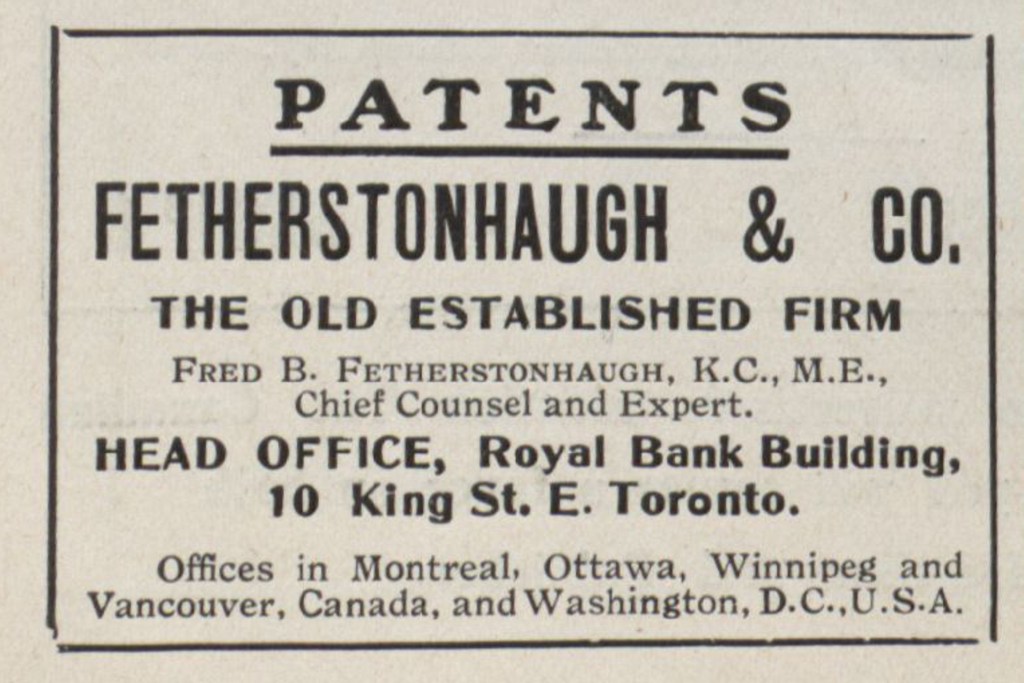 PATENTS
FETHERSTONHAUGH & CO.
THE OLD ESTABLISHED FIRM
FRED B. FETHERSTONHAUGH, K.C., M.E.,
Chief Counsel and Expert.
HEAD OFFICE, Royal Bank Building,
10 King St. E. Toronto.
Offices in Montreal, Ottawa, Winnipeg and
Vancouver, Canada, and Washington, D.C.,U.S.A.